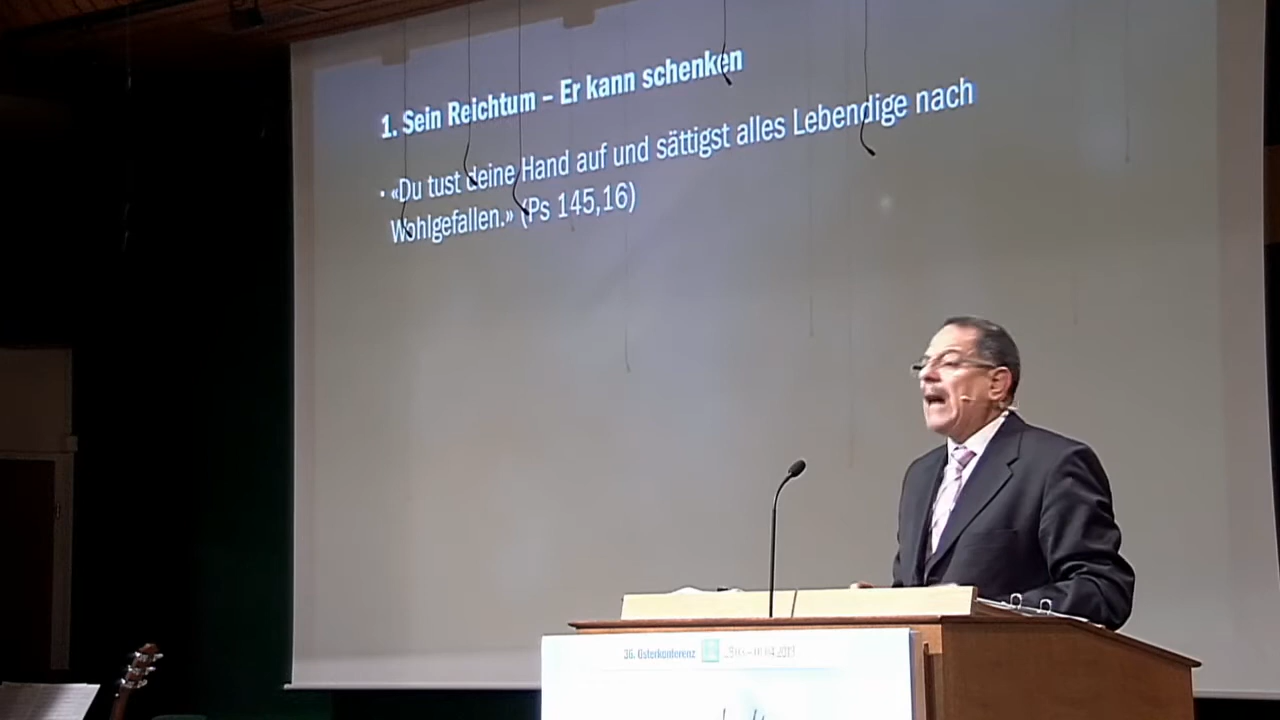 1. Sein Reichtum – Er kann schenken
• «Du tust deine Hand auf und sättigst alles Lebendige nach
Wohlgefallen.» (Ps 145,16)
36. Osterkonferenz